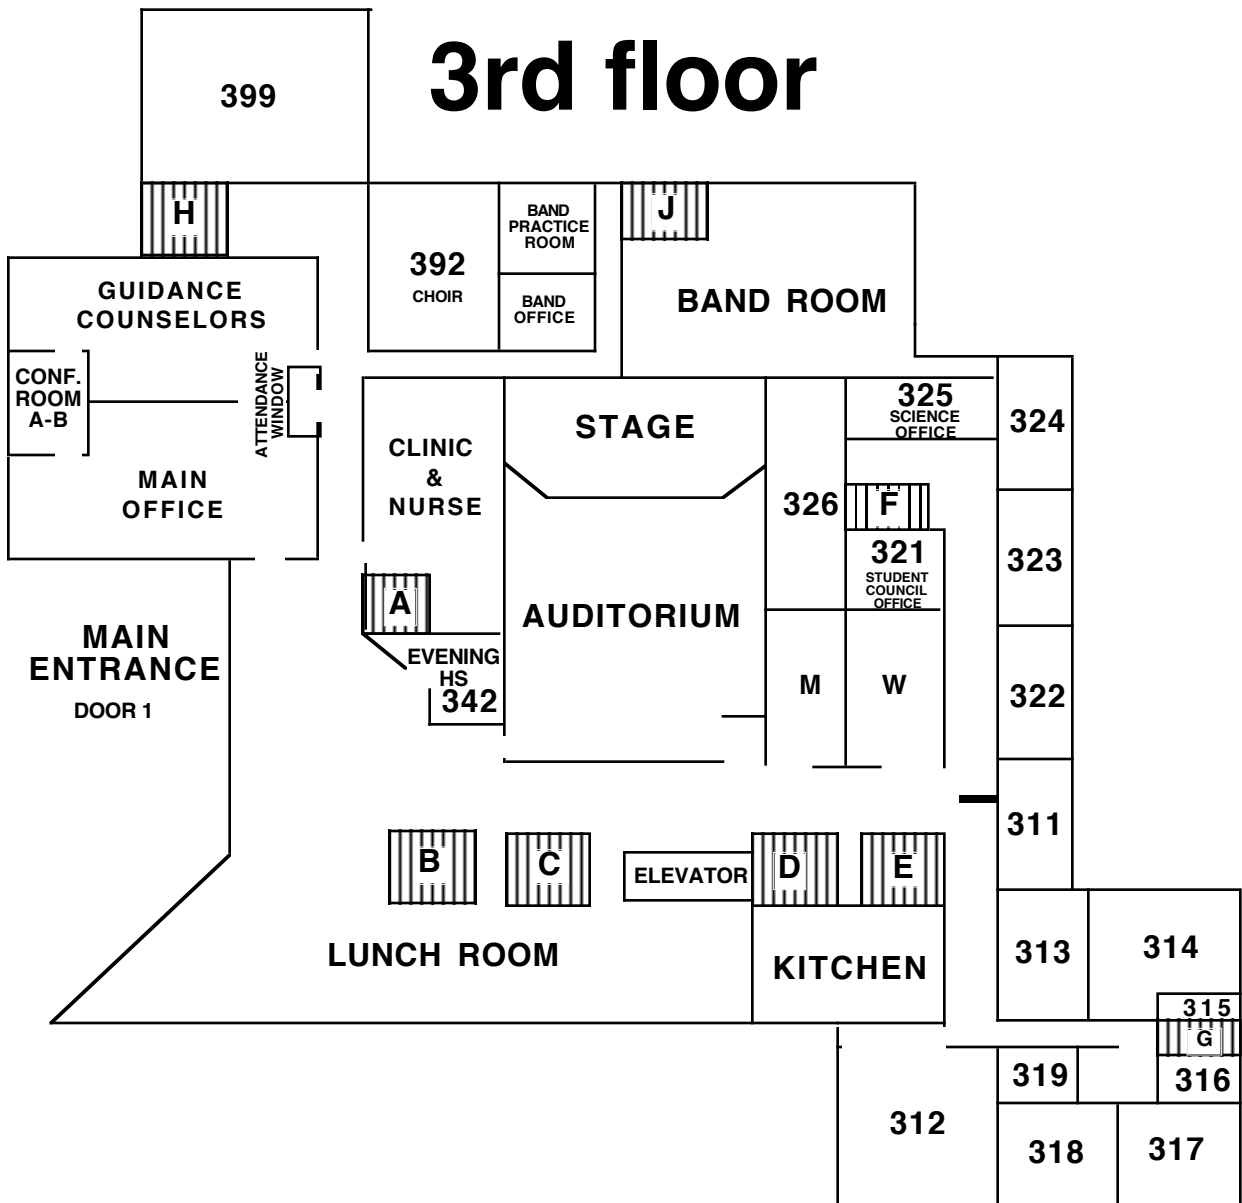 3rd floor
399
H
J
BAND
PRACTICE
ROOM
392
CHOIR
BAND
OFFICE
BAND ROOM
GUIDANCE
COUNSELORS
CONF.
ROOM
A-B
ATTENDANCE
WINDOW
MAIN
OFFICE
CLINIC
&
NURSE
STAGE
325
SCIENCE
OFFICE
324
326
F
321
STUDENT
COUNCIL
OFFICE
323
A
AUDITORIUM
MAIN
ENTRANCE
DOOR 1
EVENING
HS
342
M
W
322
311
B
C
ELEVATOR
D
E
LUNCH ROOM
KITCHEN
313
314
315
G
319
316
312
318
317